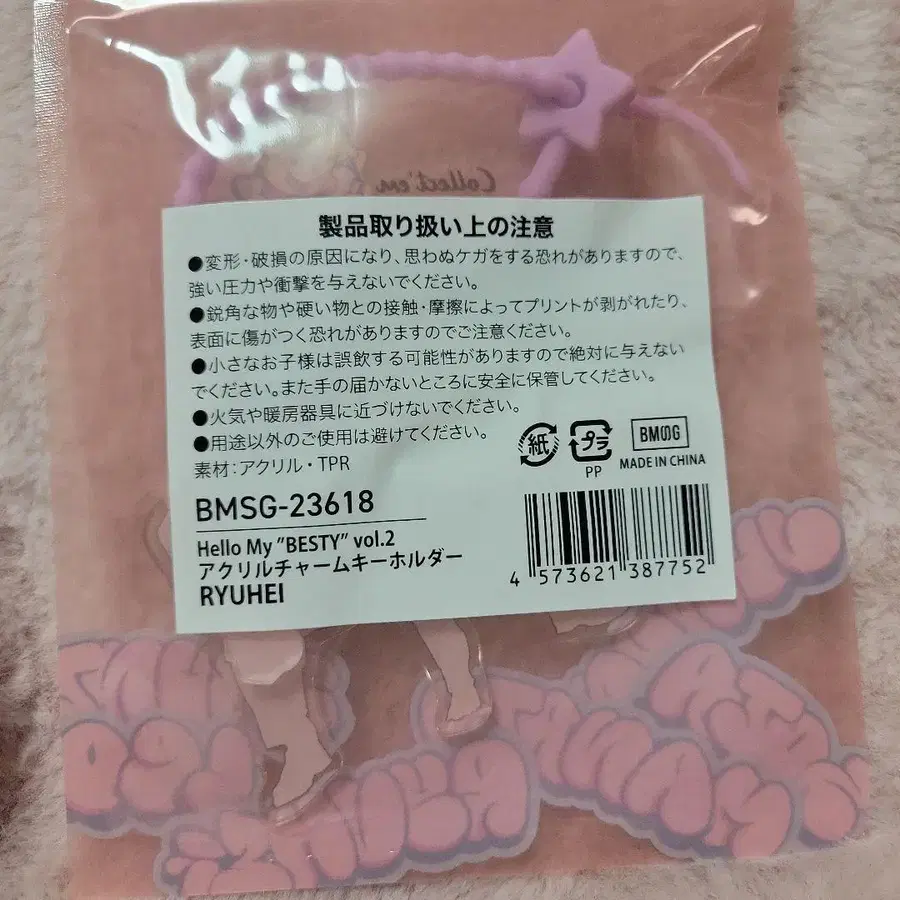 Collect'em
製品取り扱い上の注意
●変形・破損の原因になり、思わぬケガをする恐れがありますので、
強い圧力や衝撃を与えないでください。
●鋭角な物や硬い物との接触・摩擦によってプリントが剥がれたり、
表面に傷がつく恐れがありますのでご注意ください。
●小さなお子様は誤飲する可能性がありますので絶対に与えない
でください。また手の届かないところに安全に保管してください。
●火気や暖房器具に近づけないでください。
●用途以外のご使用は避けてください。
素材:アクリル・TPR
紙
プラ
PP
BMSG
MADE IN CHINA
BMSG-23618
Hello My "BESTY" vol.2
アクリルチャームキーホルダー
RYUHEI
4 573621 387752